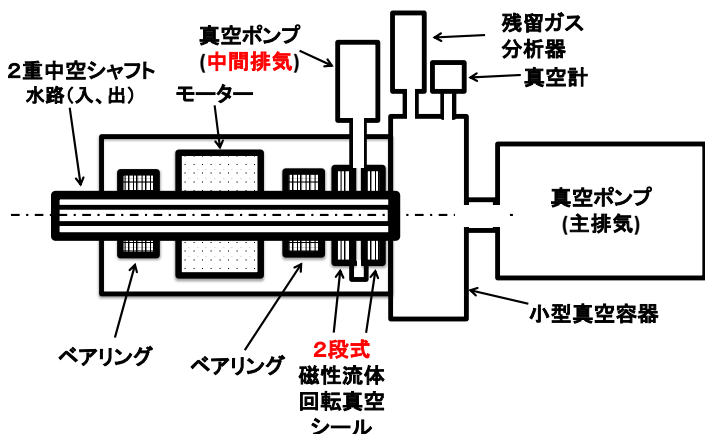 真空ポンプ
(中間排気)
残留ガス
分析器
真空計
２重中空シャフト
水路(入、出)
モーター
真空ポンプ
(主排気)
小型真空容器
ベアリング
ベアリング
２段式
磁性流体
回転真空
シール